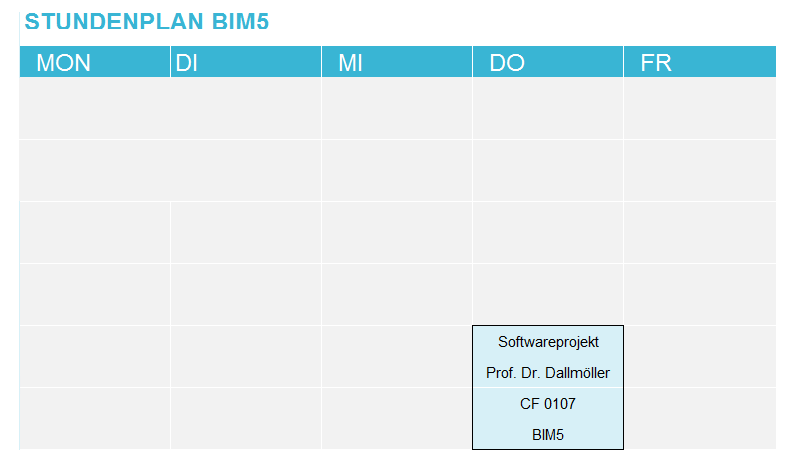 STUNDENPLAN BIM5
MON DI MI DO FR
Softwareprojekt
Prof. Dr. Dallmöller
CF 0107
BIM5